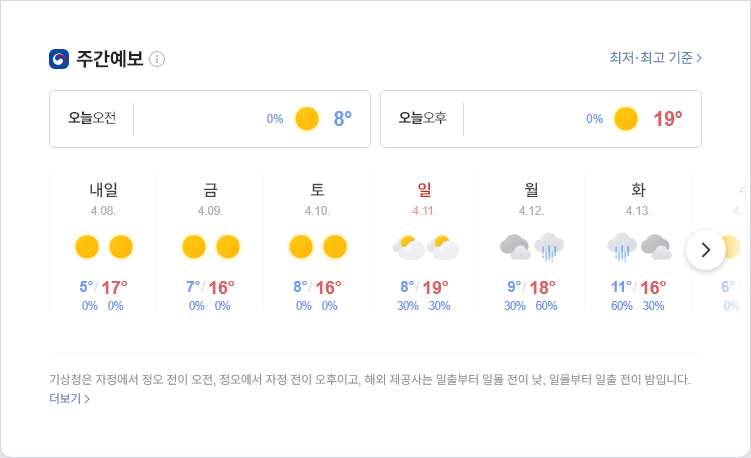 주간예보
최저·최고 기준
오늘오전 0% 8°
오늘오후 0% 19°
내일 금 토 일 월 화
4.08. 4.09. 4.10. 4.11. 4.12. 4.13.
5°/17° 7°/16° 8°/16° 8°/19° 9°/18° 11°/16° 6°
0% 0% 0% 0% 0% 0% 30% 30% 30% 60% 60% 30% 0%
기상청은 자정에서 정오 전이 오전, 정오에서 자정 전이 오후이고, 해외 제공사는 일출부터 일몰 전이 낮, 일몰부터 일출 전이 밤입니다.
더보기